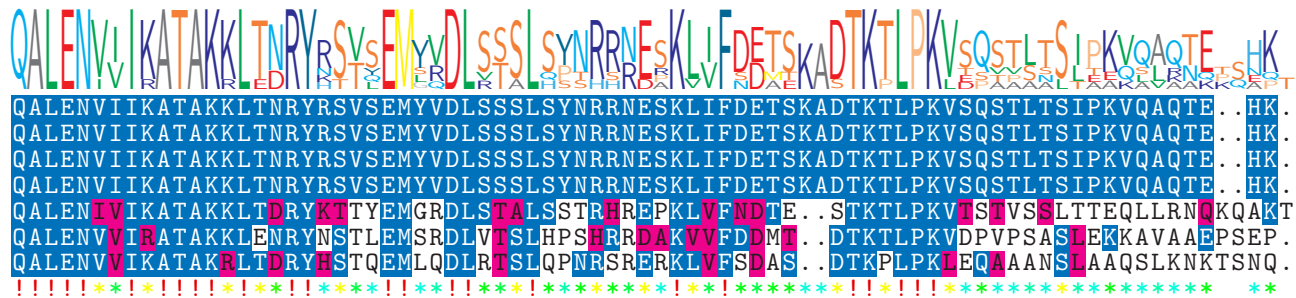 QALENVIIKATAKKLTNRYRSVSEMYVDLSSSLSYNRRNESKLIFDETSKADTKTLPKVSQSTLTSIPKVQAQTE..HK.
QALENVIIKATAKKLTNRYRSVSEMYVDLSSSLSYNRRNESKLIFDETSKADTKTLPKVSQSTLTSIPKVQAQTE..HK.
QALENVIIKATAKKLTNRYRSVSEMYVDLSSSLSYNRRNESKLIFDETSKADTKTLPKVSQSTLTSIPKVQAQTE..HK.
QALENVIIKATAKKLTNRYRSVSEMYVDLSSSLSYNRRNESKLIFDETSKADTKTLPKVSQSTLTSIPKVQAQTE..HK.
QALENIVIKATAKKLTDRYKTTYEMGRDLSTALSSTRHREPKLVFNDTE..STKTLPKVTSTVSSLTTEQLLRNQKQAKT
QALENVVIRATAKKLENRYNSTLEMSRDLVTSLHPSHRRDAKVVFDDMT..DTKTLPKVDPVPSASLEKKAVAAEPSEP.
QALENVVIKATAKRLTDRYHSTQEMLQDLRTSLQPNRSRERKLVFSDAS..DTKPLPKLEQAAANSLAAQSLKNKTSNQ.
!!!!!**!*!!!!*!**!!****!!**!!***!********!**!*******!!*!!!*****************  **